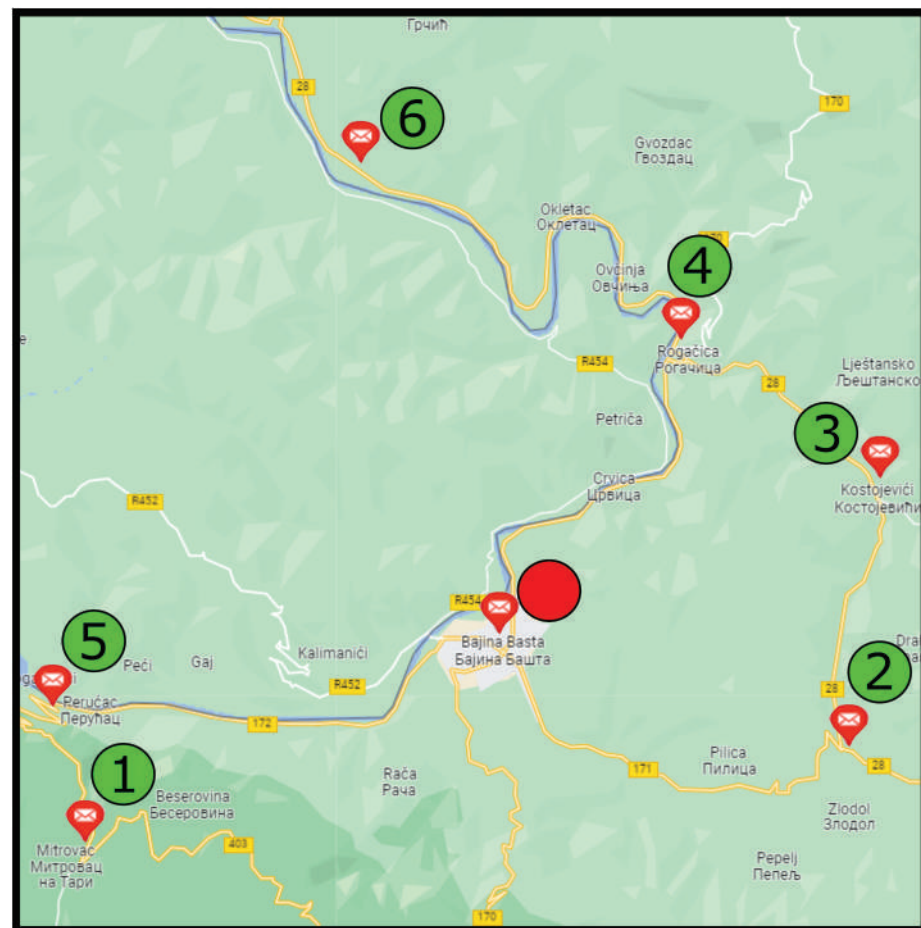 Грчић
28
6
170
Gvozdac
Гвоздац
Okletac
Оклетац
4
Ovčinja
Овчиња
Rogačica
Рогачица
R454
28
Lještansko
Љештанско
3
Petriča
Crvica
Црвица
Kostojevići
Костојевићи
R452
R454
Bajina Basta
Бајина Башта
5
Peći
Gaj
Kalimanići
R452
Perućac
Перућац
172
28
2
Pilica
Пилица
171
28
1
Rača
Рача
Beserovina
Бесеровина
Zlodol
Злодол
Mitrovac
Митровац
на Тари
403
Pepelj
Пепељ
170